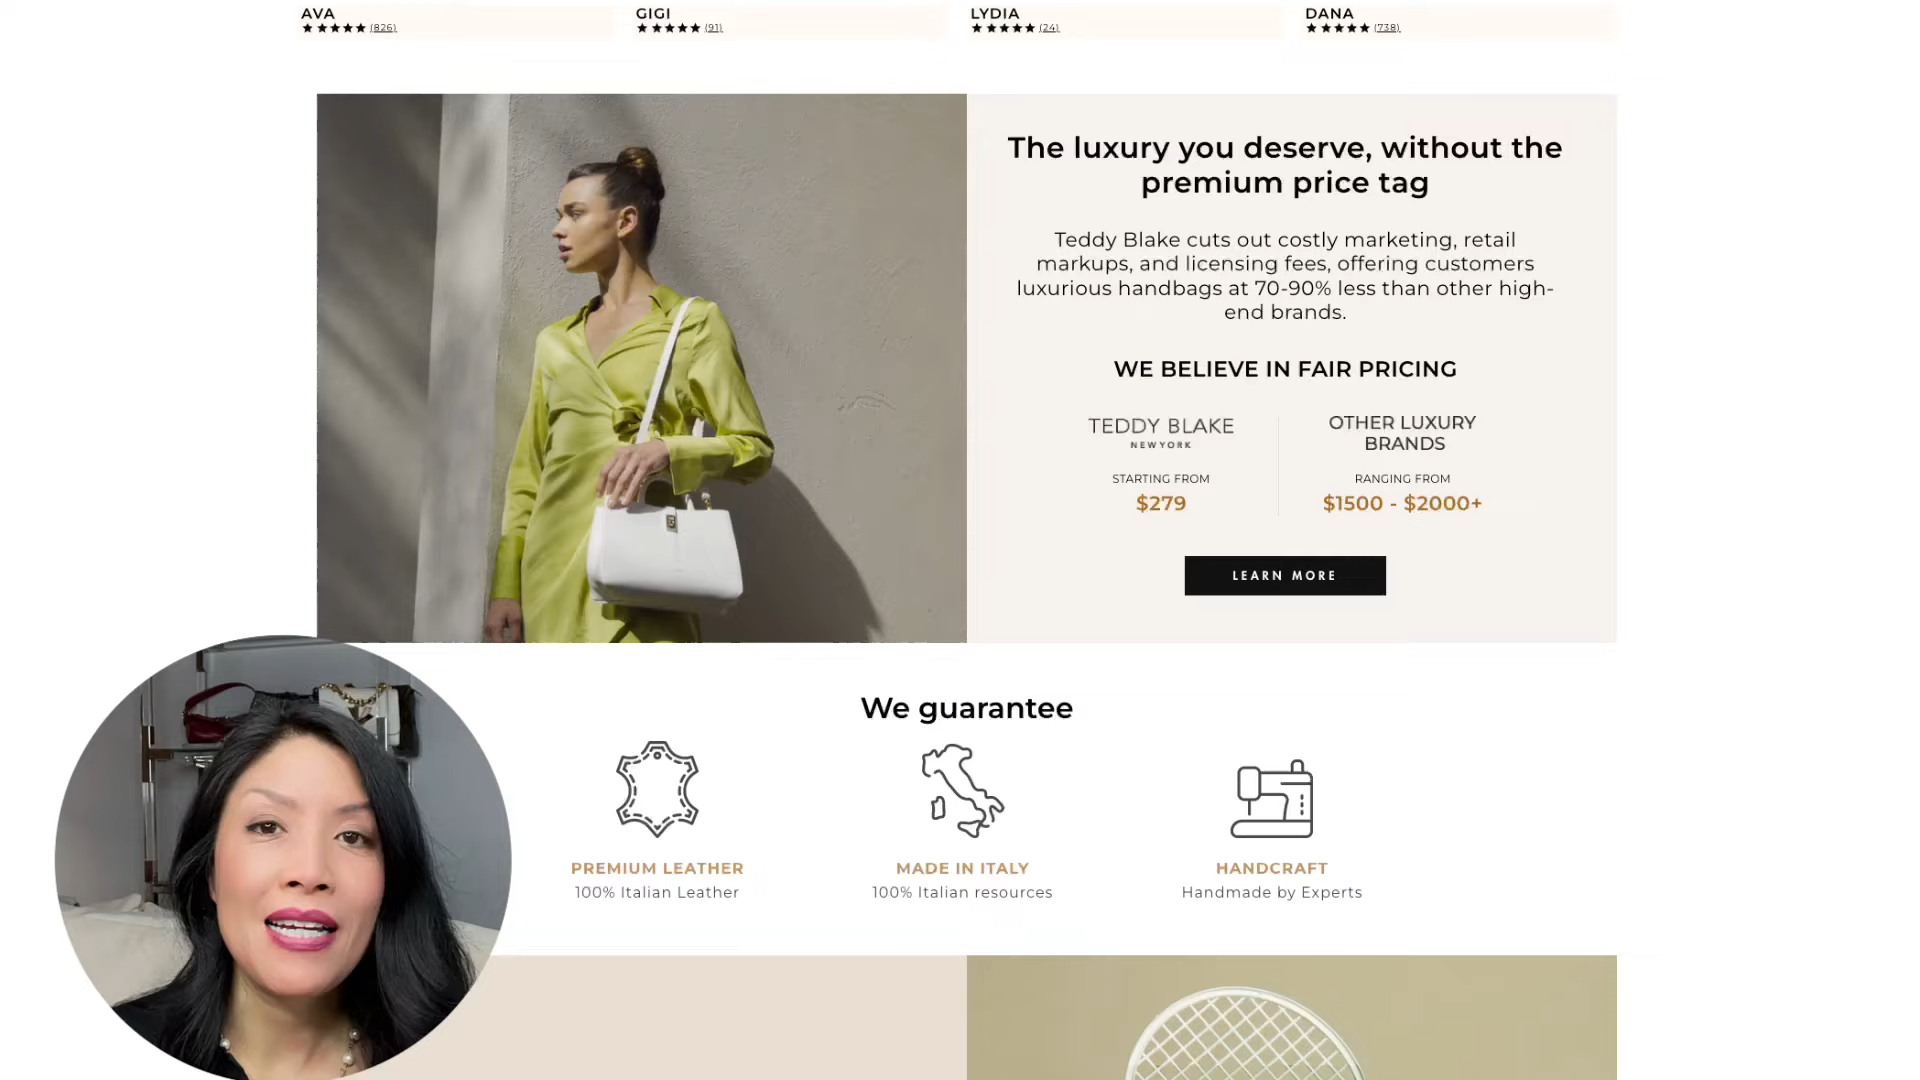 AVA
(826)
GIGI
(91)
LYDIA
(24)
DANA
(738)
The luxury you deserve, without the
premium price tag
Teddy Blake cuts out costly marketing, retail
markups, and licensing fees, offering customers
luxurious handbags at 70-90% less than other high-
end brands.
WE BELIEVE IN FAIR PRICING
TEDDY BLAKE
NEW YORK
STARTING FROM
$279
OTHER LUXURY
BRANDS
RANGING FROM
$1500 - $2000+
LEARN MORE
We guarantee
PREMIUM LEATHER
100% Italian Leather
MADE IN ITALY
100% Italian resources
HANDCRAFT
Handmade by Experts